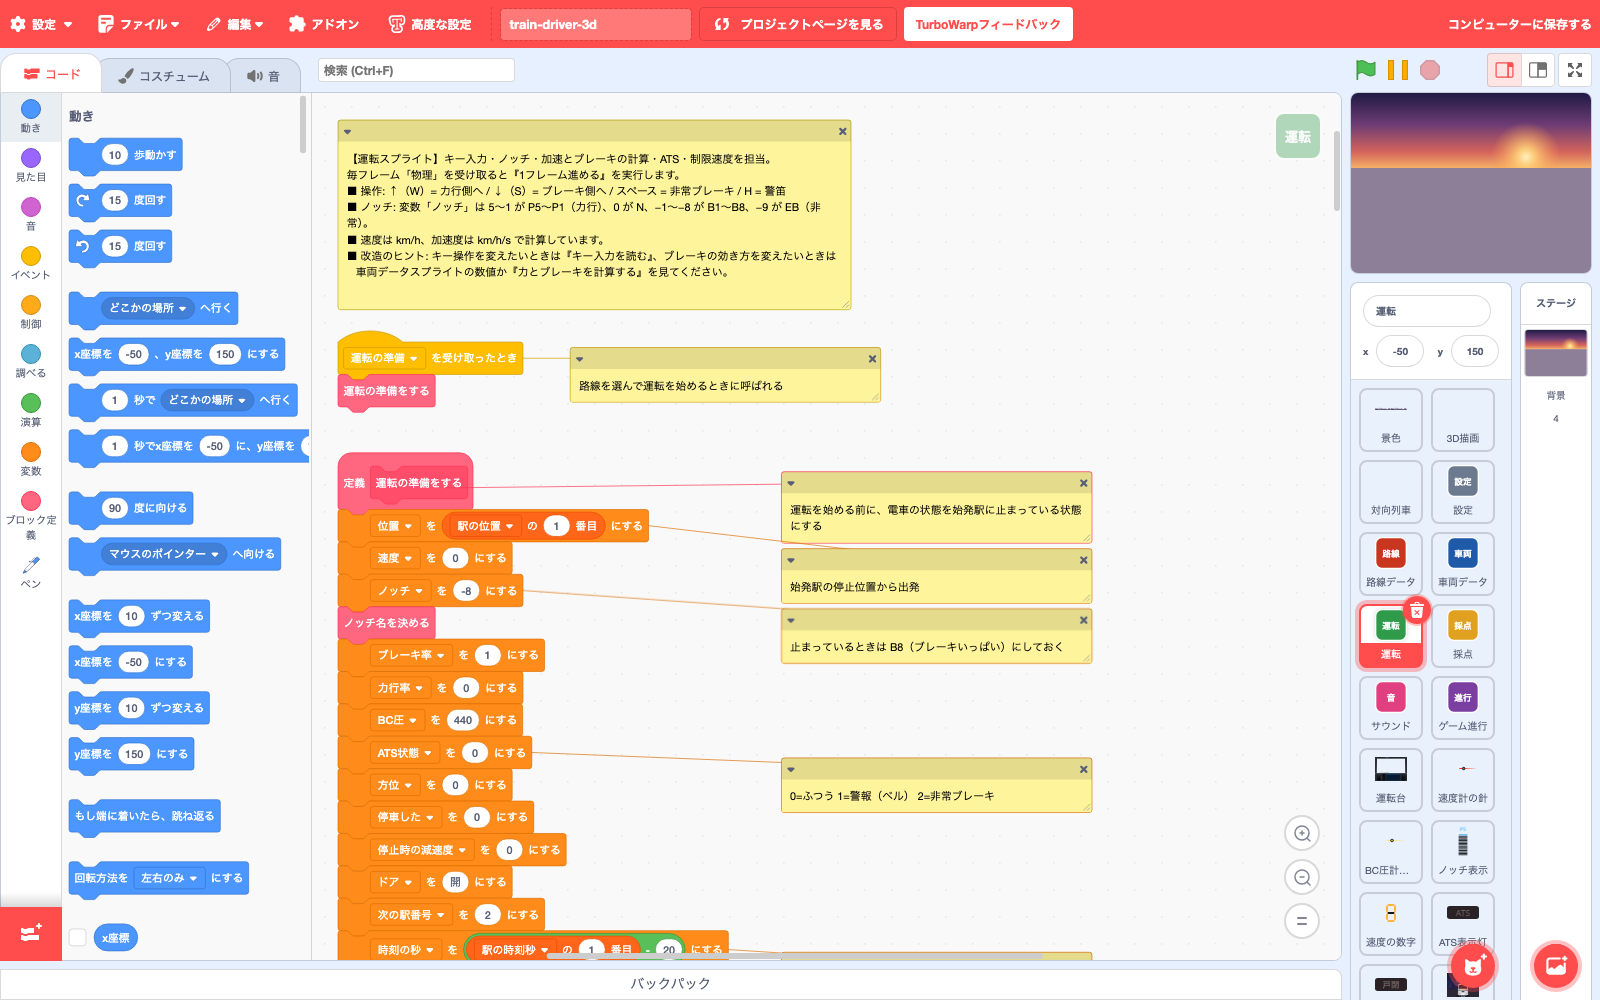 設定
ファイル
編集
アドオン
高度な設定
train-driver-3d
プロジェクトページを見る
TurboWarpフィードバック
コンピューターに保存する
コード
コスチューム
音
検索 (Ctrl+F)
動き
見た目
音
イベント
制御
調べる
演算
変数
ブロック定
義
ペン
動き
10 歩動かす
15 度回す
15 度回す
どこかの場所 へ行く
x座標を -50 、y座標を 150 にする
1 秒で どこかの場所 へ行く
1 秒でx座標を -50 に、y座標を
90 度に向ける
マウスのポインター へ向ける
x座標を 10 ずつ変える
x座標を -50 にする
y座標を 10 ずつ変える
y座標を 150 にする
もし端に着いたら、跳ね返る
回転方法を 左右のみ にする
x座標
【運転スプライト】キー入力・ノッチ・加速とブレーキの計算・ATS・制限速度を担当。
毎フレーム「物理」を受け取ると『1フレーム進める』を実行します。
■ 操作: ↑（W）= 力行側へ / ↓（S）= ブレーキ側へ / スペース = 非常ブレーキ / H = 警笛
■ ノッチ: 変数「ノッチ」は 5〜1 が P5〜P1（力行）、0 が N、−1〜−8 が B1〜B8、−9 が EB（非
常）。
■ 速度は km/h、加速度は km/h/s で計算しています。
■ 改造のヒント: キー操作を変えたいときは『キー入力を読む』、ブレーキの効き方を変えたいときは
車両データスプライトの数値か『力とブレーキを計算する』を見てください。
運転
運転の準備 を受け取ったとき
運転の準備をする
路線を選んで運転を始めるときに呼ばれる
定義 運転の準備をする
位置 を 駅の位置 の 1 番目 にする
速度 を 0 にする
ノッチ を -8 にする
ノッチ名を決める
ブレーキ率 を 1 にする
力行率 を 0 にする
BC圧 を 440 にする
ATS状態 を 0 にする
方位 を 0 にする
停車した を 0 にする
停止時の減速度 を 0 にする
ドア を 開 にする
次の駅番号 を 2 にする
時刻の秒 を 駅の時刻秒 の 1 番目 - 20 にする
運転を始める前に、電車の状態を始発駅に止まっている状態
にする
始発駅の停止位置から出発
止まっているときは B8（ブレーキいっぱい）にしておく
0=ふつう 1=警報（ベル） 2=非常ブレーキ
バックパック
運転
x -50 y 150
ステージ
背景
4
景色
3D描画
対向列車
設定
設定
路線
路線データ
車両
車両データ
運転
運転
採点
採点
音
サウンド
進行
ゲーム進行
運転台
速度計の針
BC圧計...
ノッチ表示
速度の数字
ATS
ATS表示灯
戸閉